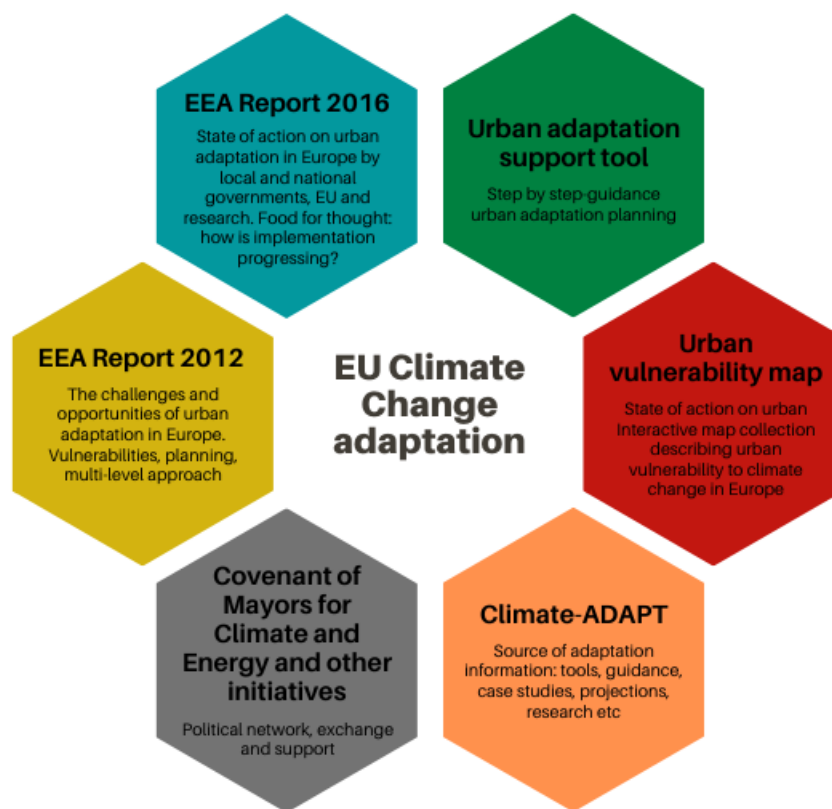 EEA Report 2016
State of action on urban
adaptation in Europe by
local and national
governments, EU and
research. Food for thought:
how is implementation
progressing?
Urban adaptation
support tool
Step by step-guidance
urban adaptation planning
EEA Report 2012
The challenges and
opportunities of urban
adaptation in Europe.
Vulnerabilities, planning,
multi-level approach
EU Climate
Change
adaptation
Urban
vulnerability map
State of action on urban
Interactive map collection
describing urban
vulnerability to climate
change in Europe
Covenant of
Mayors for
Climate and
Energy and other
initiatives
Political network, exchange
and support
Climate-ADAPT
Source of adaptation
information: tools, guidance,
case studies, projections,
research etc